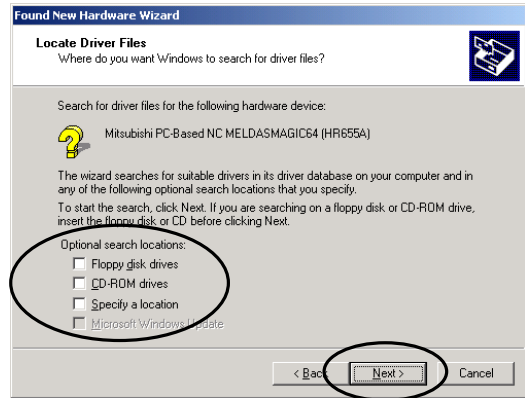 Found New Hardware Wizard
Locate Driver Files
Where do you want Windows to search for driver files?
Search for driver files for the following hardware device:
Mitsubishi PC-Based NC MELDASMAGIC64 (HR655A)
The wizard searches for suitable drivers in its driver database on your computer and in
any of the following optional search locations that you specify.
To start the search, click Next. If you are searching on a floppy disk or CD-ROM drive,
insert the floppy disk or CD before clicking Next.
Optional search locations:
Floppy disk drives
CD-ROM drives
Specify a location
Microsoft Windows Update
< Back Next > Cancel